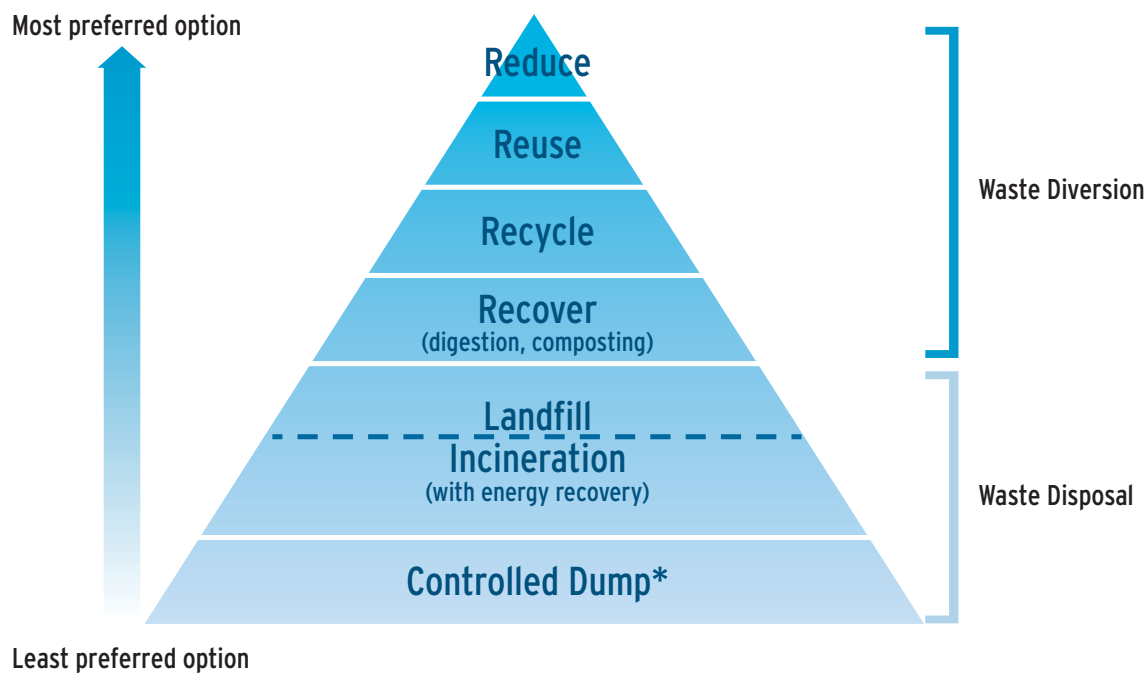 Most preferred option
Reduce
Reuse
Recycle
Recover
(digestion, composting)
Landfill
Incineration
(with energy recovery)
Controlled Dump*
Waste Diversion
Waste Disposal
Least preferred option